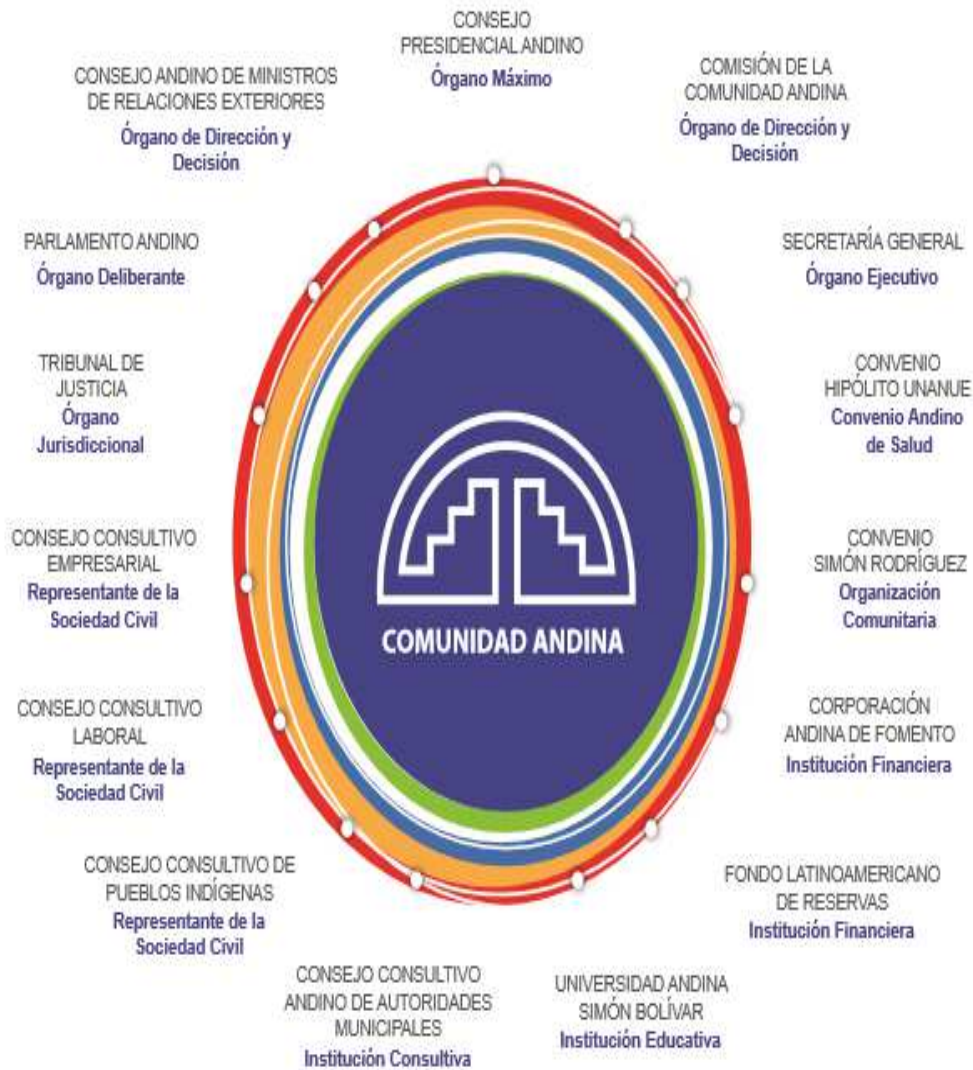 CONSEJO
PRESIDENCIAL ANDINO
Órgano Máximo
COMISIÓN DE LA
COMUNIDAD ANDINA
Órgano de Dirección y
Decisión
SECRETARÍA GENERAL
Órgano Ejecutivo
CONVENIO
HIPÓLITO UNANUE
Convenio Andino
de Salud
CONVENIO
SIMÓN RODRÍGUEZ
Organización
Comunitaria
CORPORACIÓN
ANDINA DE FOMENTO
Institución Financiera
FONDO LATINOAMERICANO
DE RESERVAS
Institución Financiera
UNIVERSIDAD ANDINA
SIMÓN BOLÍVAR
Institución Educativa
CONSEJO CONSULTIVO
ANDINO DE AUTORIDADES
MUNICIPALES
Institución Consultiva
CONSEJO CONSULTIVO DE
PUEBLOS INDÍGENAS
Representante de la
Sociedad Civil
CONSEJO CONSULTIVO
LABORAL
Representante de la
Sociedad Civil
CONSEJO CONSULTIVO
EMPRESARIAL
Representante de la
Sociedad Civil
TRIBUNAL DE
JUSTICIA
Órgano
Jurisdiccional
PARLAMENTO ANDINO
Órgano Deliberante
CONSEJO ANDINO DE MINISTROS
DE RELACIONES EXTERIORES
Órgano de Dirección y
Decisión
COMUNIDAD ANDINA